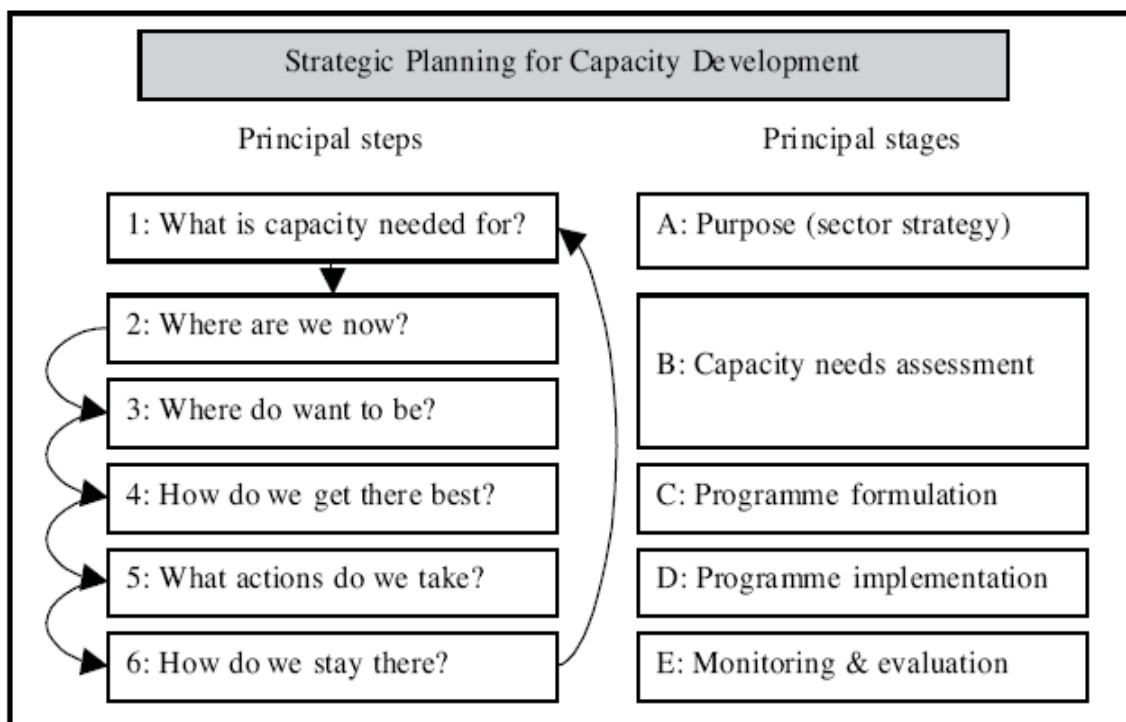 Strategic Planning for Capacity Development
Principal steps
Principal stages
1: What is capacity needed for?
A: Purpose (sector strategy)
2: Where are we now?
B: Capacity needs assessment
3: Where do want to be?
4: How do we get there best?
C: Programme formulation
5: What actions do we take?
D: Programme implementation
6: How do we stay there?
E: Monitoring & evaluation